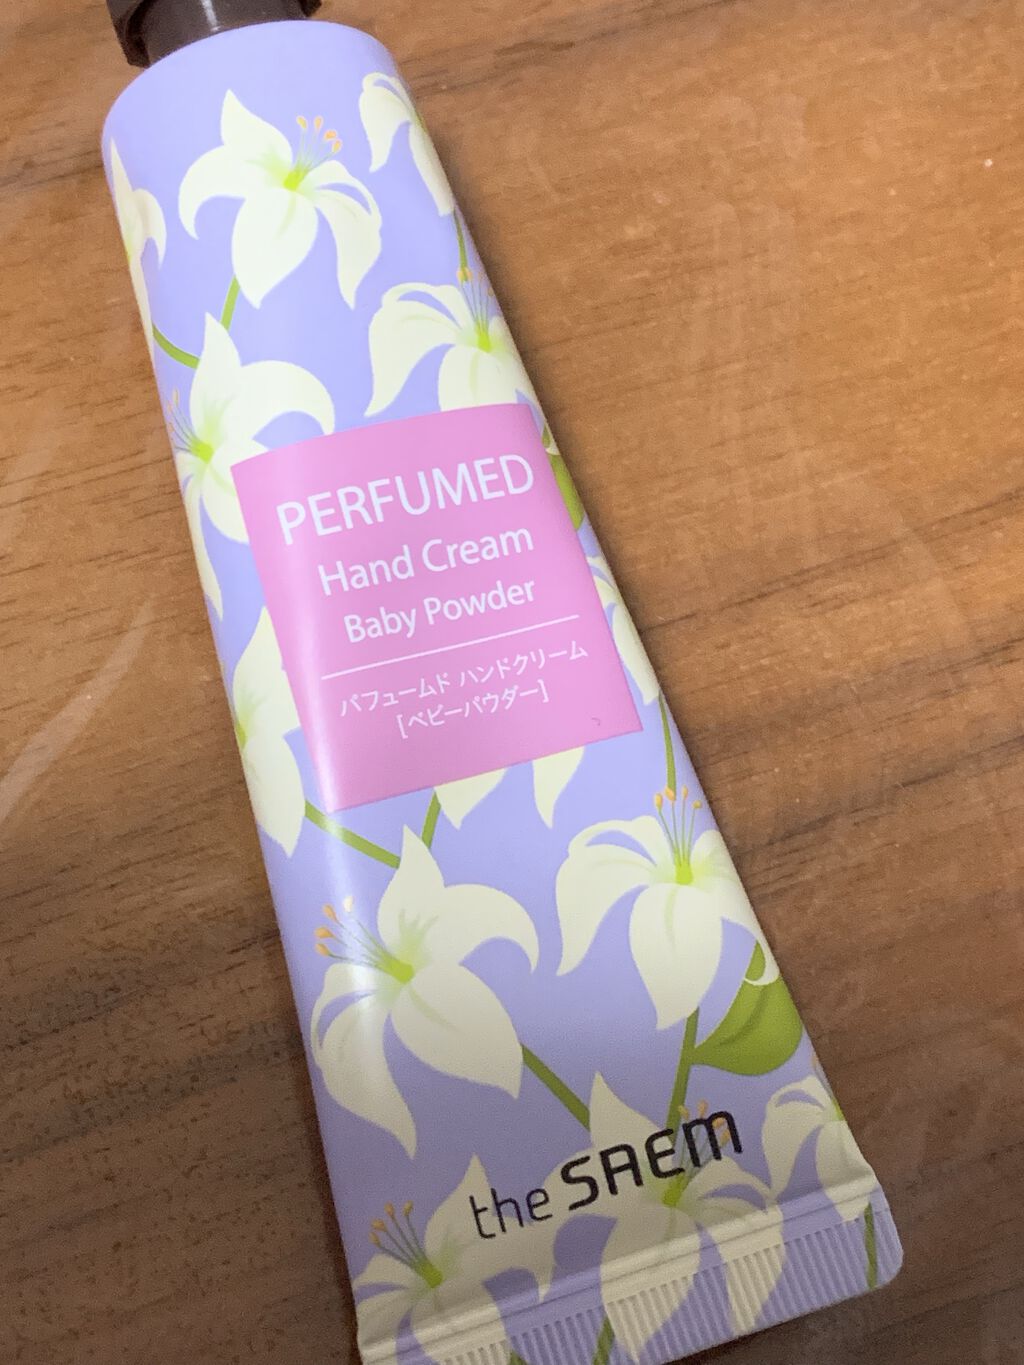 PERFUMED
Hand Cream
Baby Powder
パフュームド ハンドクリーム
[ベビーパウダー]
the SAEM